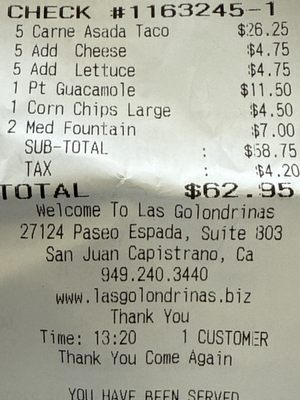 CHECK #1163245-1
5 Carne Asada Taco $26.25
5 Add Cheese $4.75
5 Add Lettuce $4.75
1 Pt Guacamole $11.50
1 Corn Chips Large $4.50
2 Med Fountain $7.00
SUB-TOTAL : $58.75
TAX : $4.20
TOTAL $62.95
Welcome To Las Golondrinas
27124 Paseo Espada, Suite 803
San Juan Capistrano, Ca
949.240.3440
www.lasgolondrinas.biz
Thank You
Time: 13:20 1 CUSTOMER
Thank You Come Again
YOU HAVE BEEN SERVED